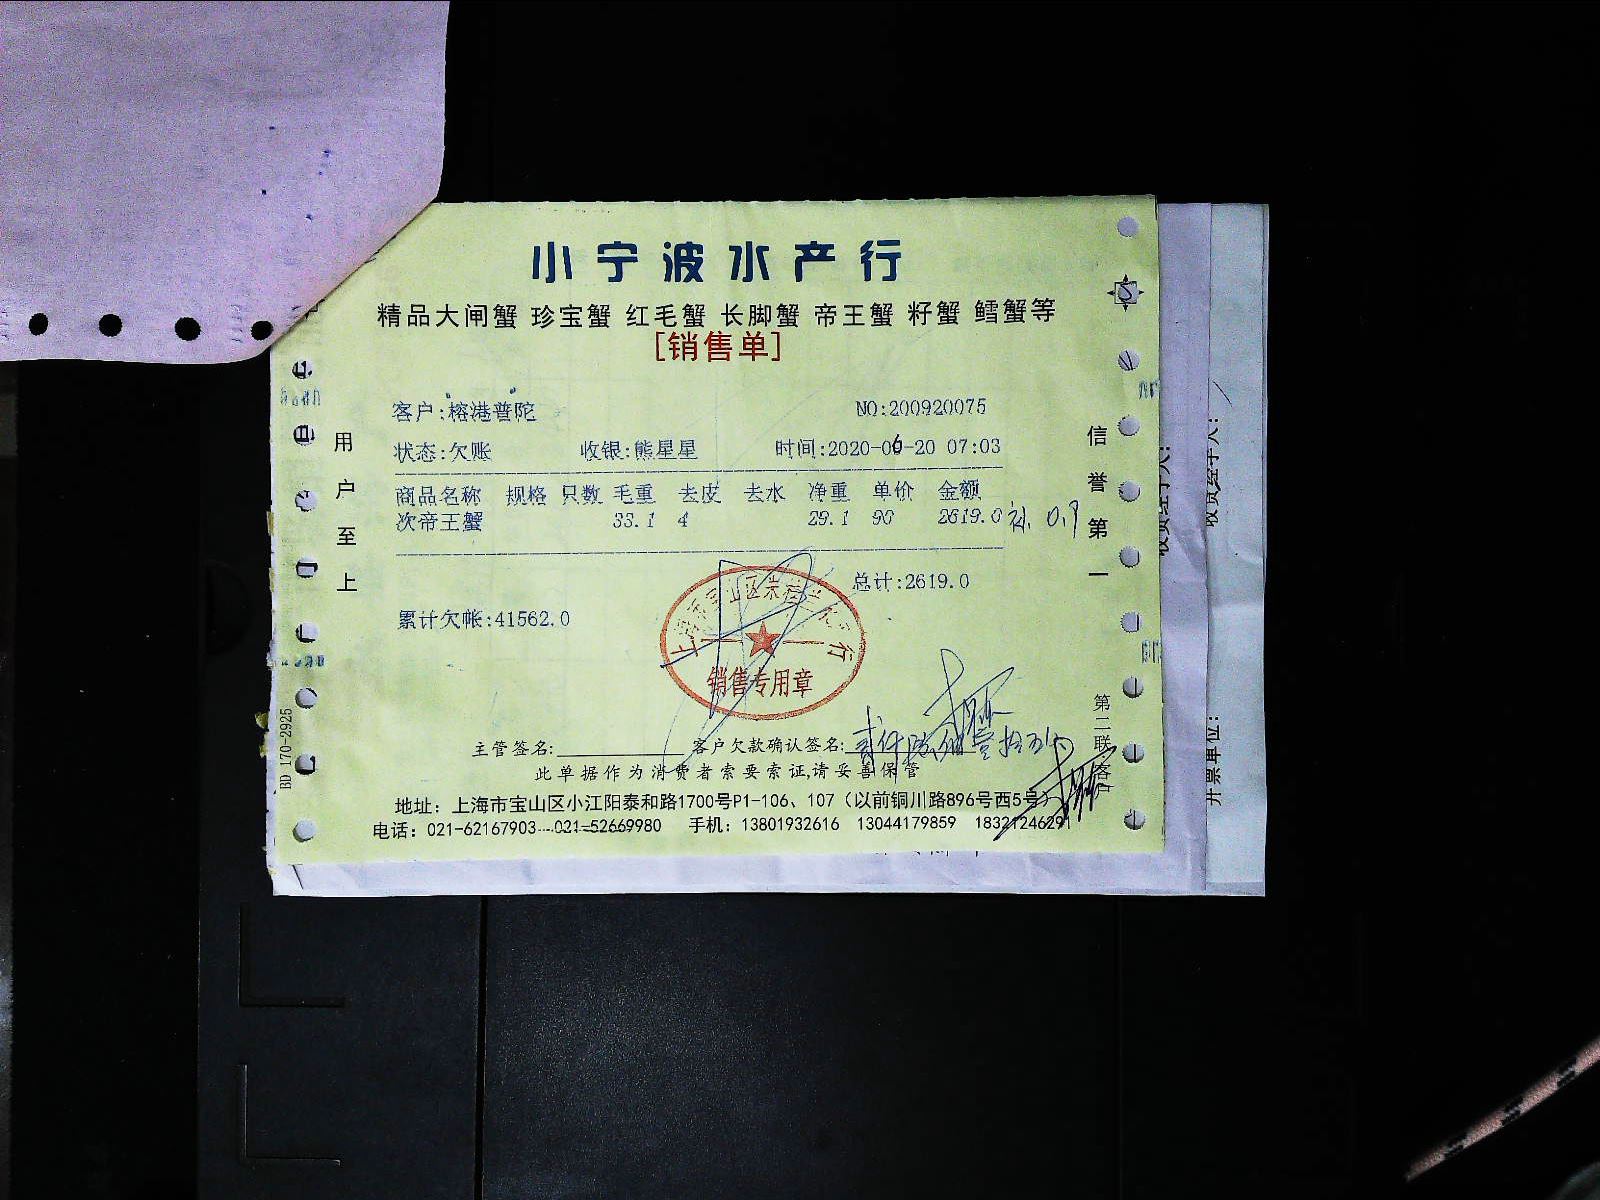 小宁波水产行
精品大闸蟹 珍宝蟹 红毛蟹 长脚蟹 帝王蟹 籽蟹 鳕蟹等
[销售单]
客户:榕港普陀 NO:200920075
状态:欠账 收银:熊星星 时间:2020-06-20 07:03
商品名称 规格 只数 毛重 去皮 去水 净重 单价 金额
次帝王蟹 33.1 4 29.1 90 2619.0 补 0.9
总计:2619.0
累计欠帐:41562.0
销售专用章
主管签名: 客户欠款确认签名:
此单据作为消费者索要索证,请妥善保管
地址：上海市宝山区小江阳泰和路1700号P1-106、107（以前铜川路896号西5号）
电话：021-62167903 021-52669980 手机：13801932616 13044179859 18321246291
用户至上
信誉第一
第二联
BD 170-2925
开票单位: